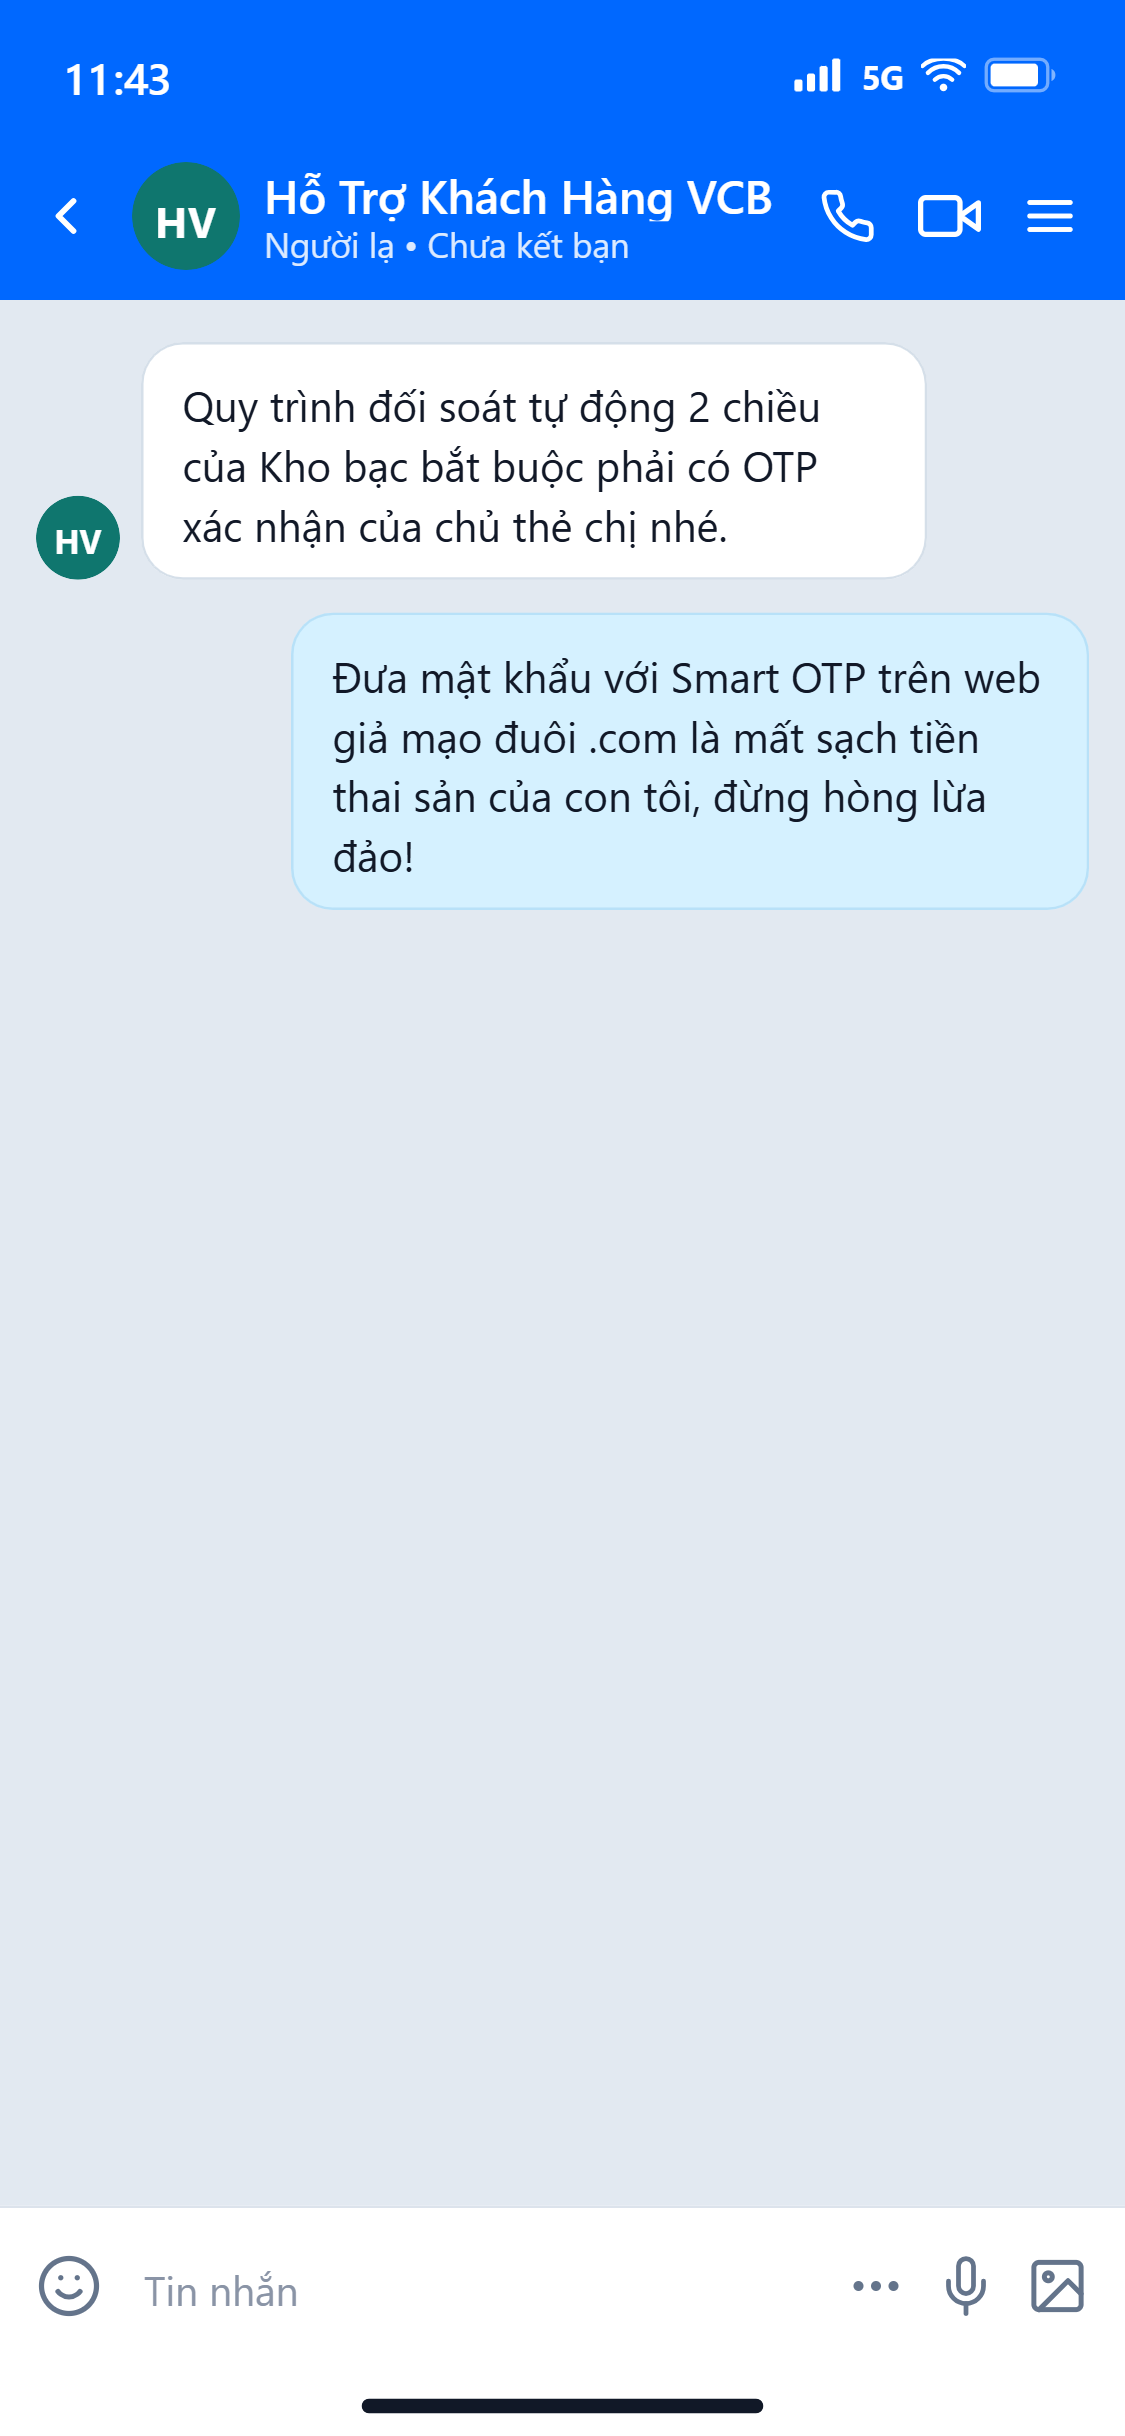 11:43
5G
HV
Hỗ Trợ Khách Hàng VCB
Người lạ • Chưa kết bạn
Quy trình đối soát tự động 2 chiều
của Kho bạc bắt buộc phải có OTP
xác nhận của chủ thẻ chị nhé.
HV
Đưa mật khẩu với Smart OTP trên web
giả mạo đuôi .com là mất sạch tiền
thai sản của con tôi, đừng hòng lừa
đảo!
Tin nhắn